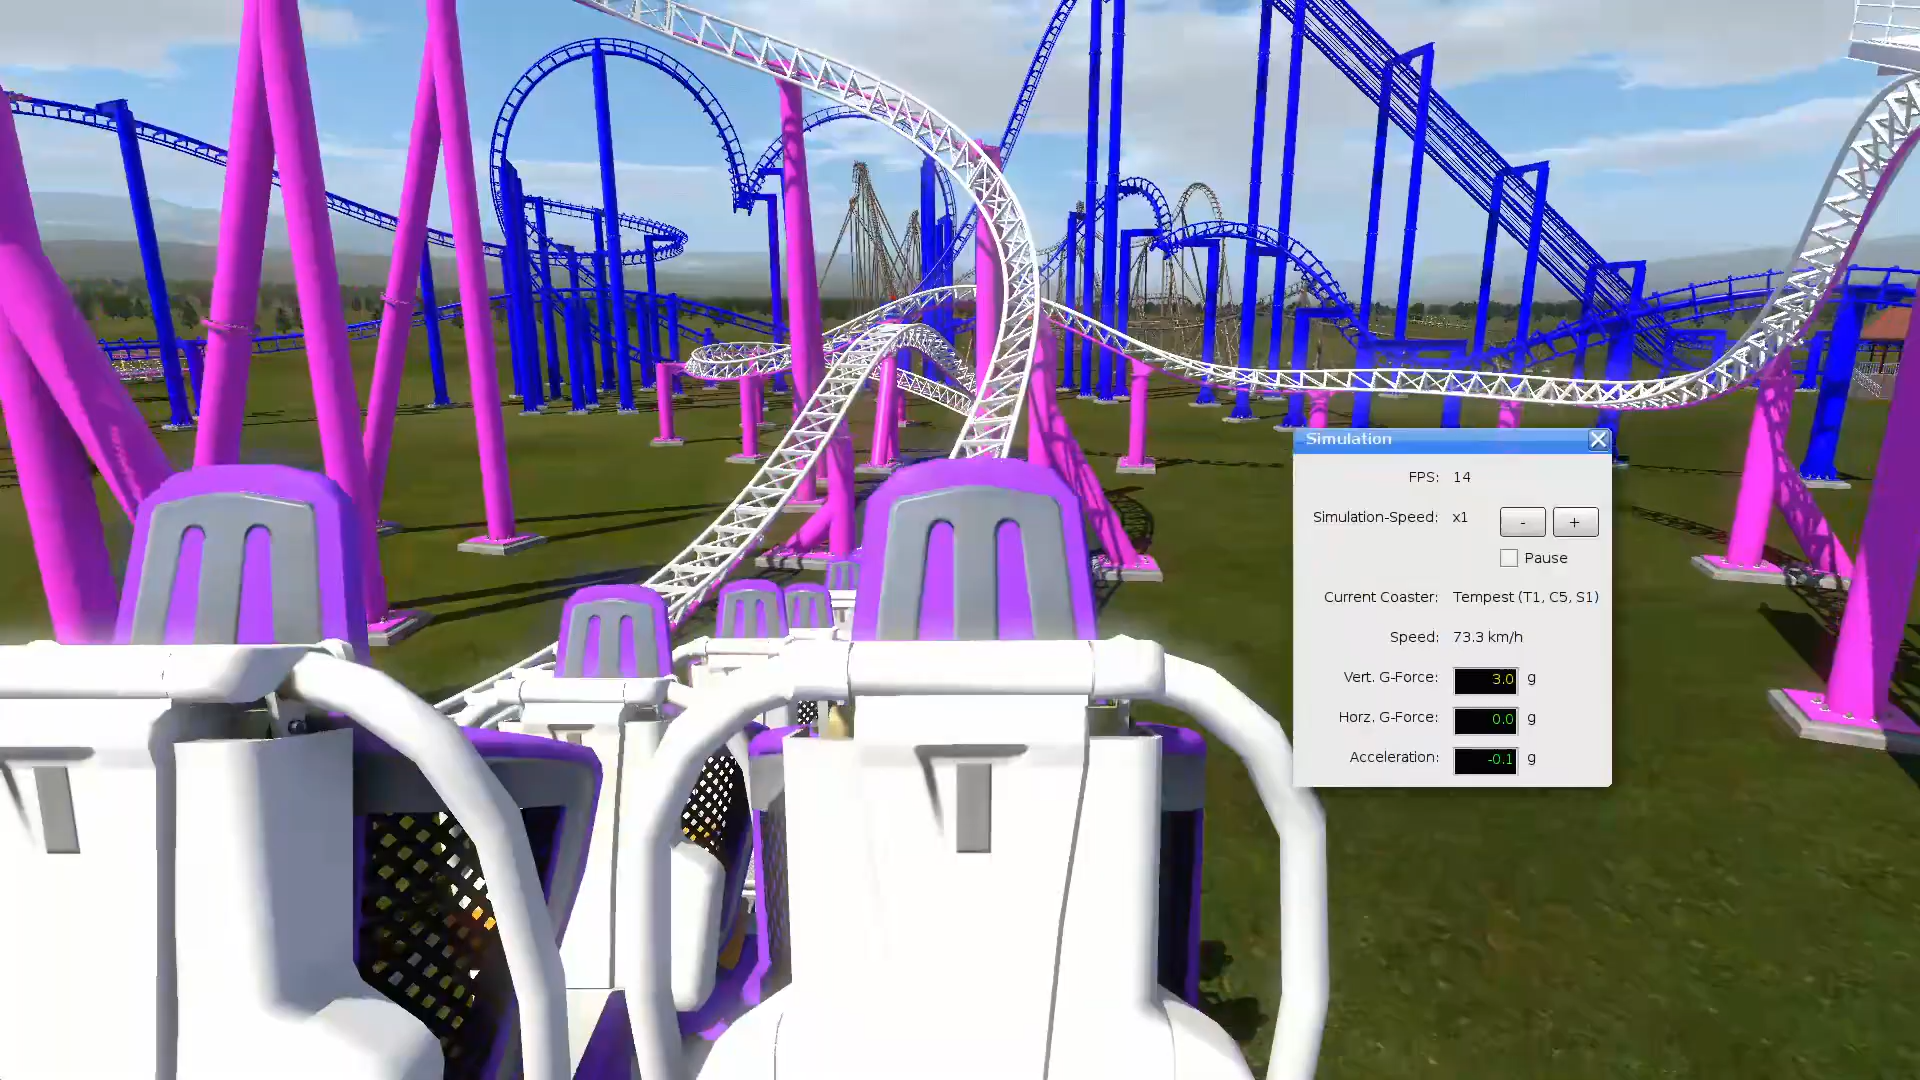 Simulation
FPS: 14
Simulation-Speed: x1 - +
Pause
Current Coaster: Tempest (T1, C5, S1)
Speed: 73.3 km/h
Vert. G-Force: 3.0 g
Horz. G-Force: 0.0 g
Acceleration: -0.1 g